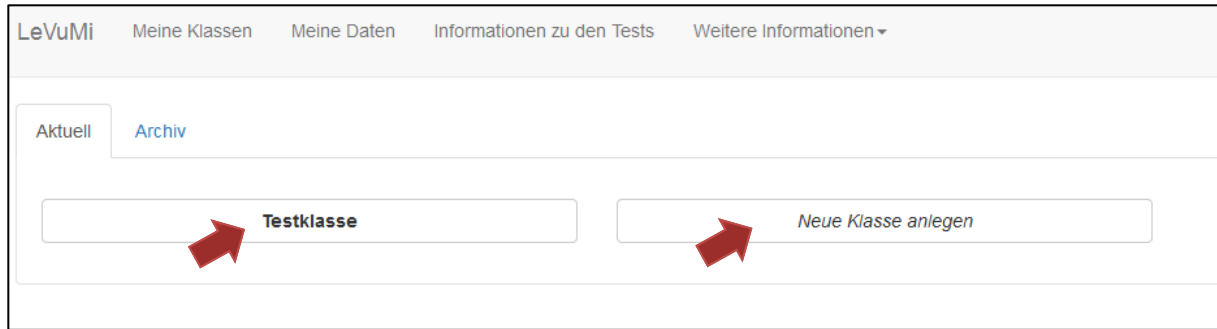 LeVuMi Meine Klassen Meine Daten Informationen zu den Tests Weitere Informationen
Aktuell Archiv
Testklasse Neue Klasse anlegen